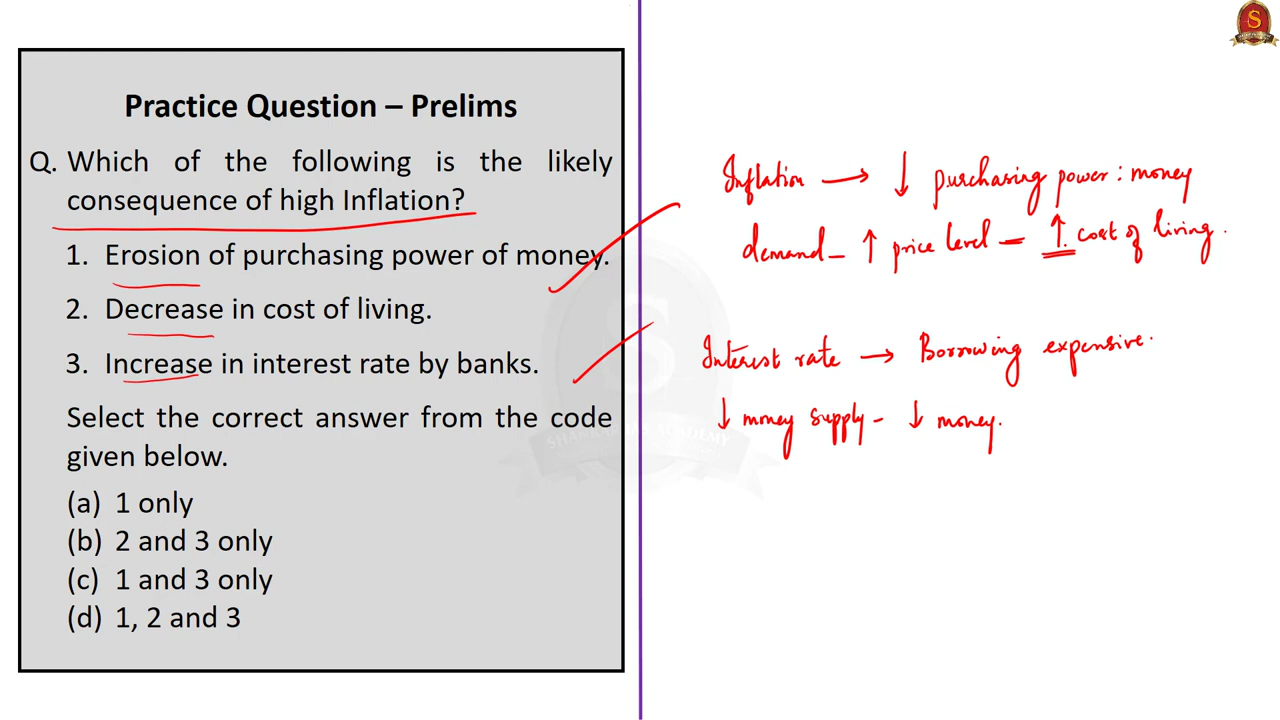 Practice Question – Prelims
Q. Which of the following is the likely
consequence of high Inflation?
1. Erosion of purchasing power of money.
2. Decrease in cost of living.
3. Increase in interest rate by banks.
Select the correct answer from the code
given below.
(a) 1 only
(b) 2 and 3 only
(c) 1 and 3 only
(d) 1, 2 and 3
Inflation → ↓ purchasing power : money
demand – ↑ price level – ↑ cost of living.
Interest rate → Borrowing expensive.
↓ money supply – ↓ money.
S